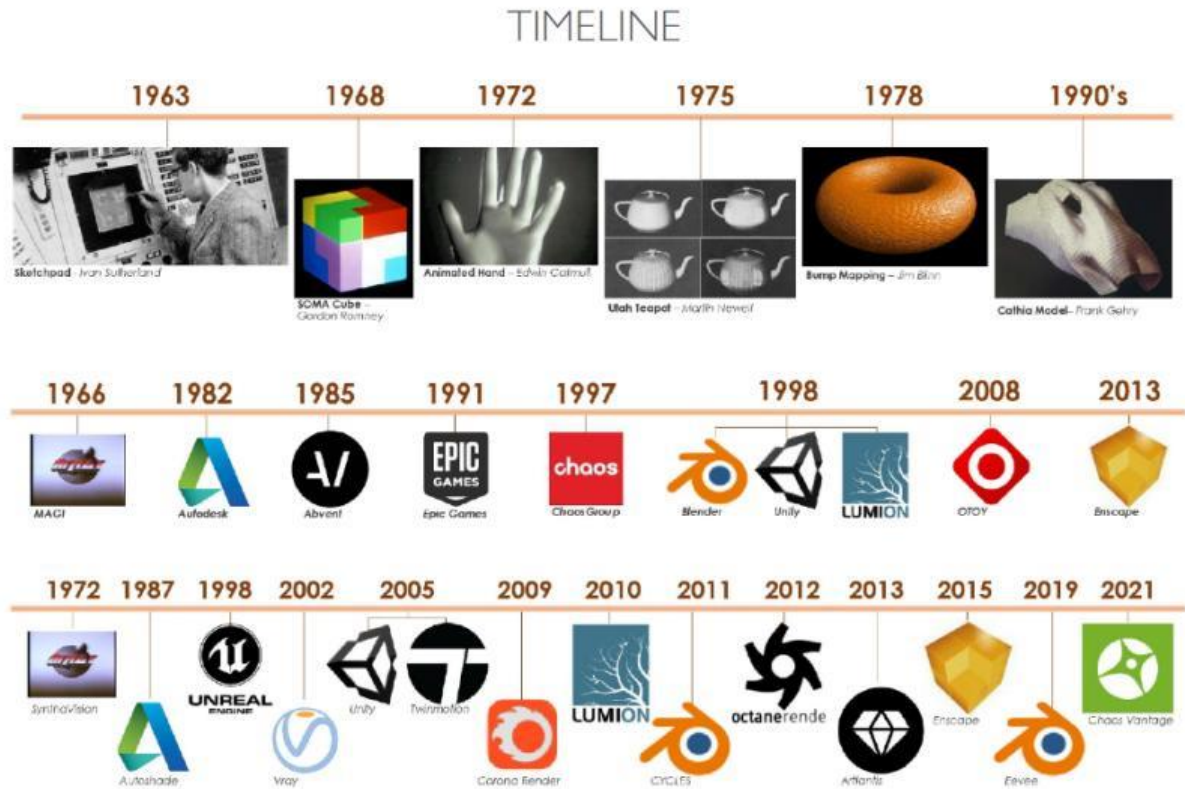 TIMELINE
1963 1968 1972 1975 1978 1990's
Sketchpad - Ivan Sutherland
SOMA Cube –
Gordon Romney
Animated Hand – Edwin Catmull
Utah Teapot – Martin Newell
Bump Mapping – Jim Blinn
Cathia Model– Frank Gehry
1966 1982 1985 1991 1997 1998 2008 2013
AV
EPIC
GAMES
chaos
LUMION
MAGI Autodesk Abvent Epic Games Chaos Group Blender Unity OTOY Enscape
1972 1987 1998 2002 2005 2009 2010 2011 2012 2013 2015 2019 2021
UNREAL
ENGINE
LUMION
octanerende
SynthaVision Unity Twinmotion Enscape Chaos Vantage
Autoshade Vray Corona Render CYCLES Artlantis Eevee